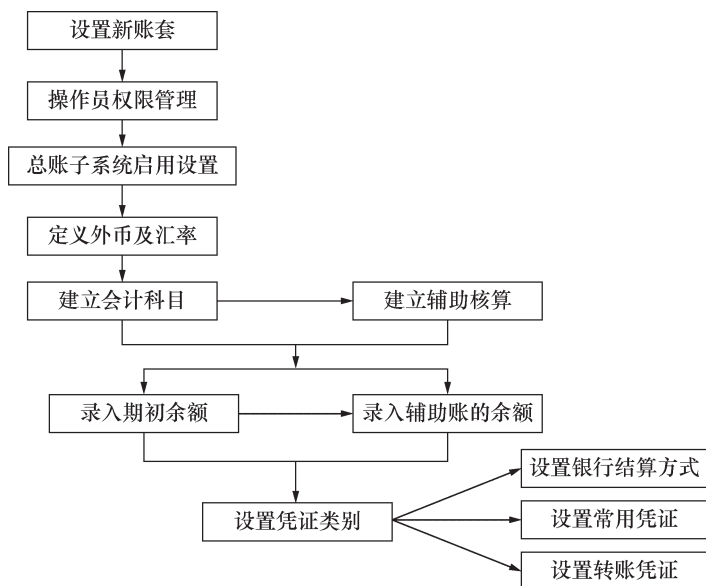 设置新账套
操作员权限管理
总账子系统启用设置
定义外币及汇率
建立会计科目
建立辅助核算
录入期初余额
录入辅助账的余额
设置凭证类别
设置银行结算方式
设置常用凭证
设置转账凭证